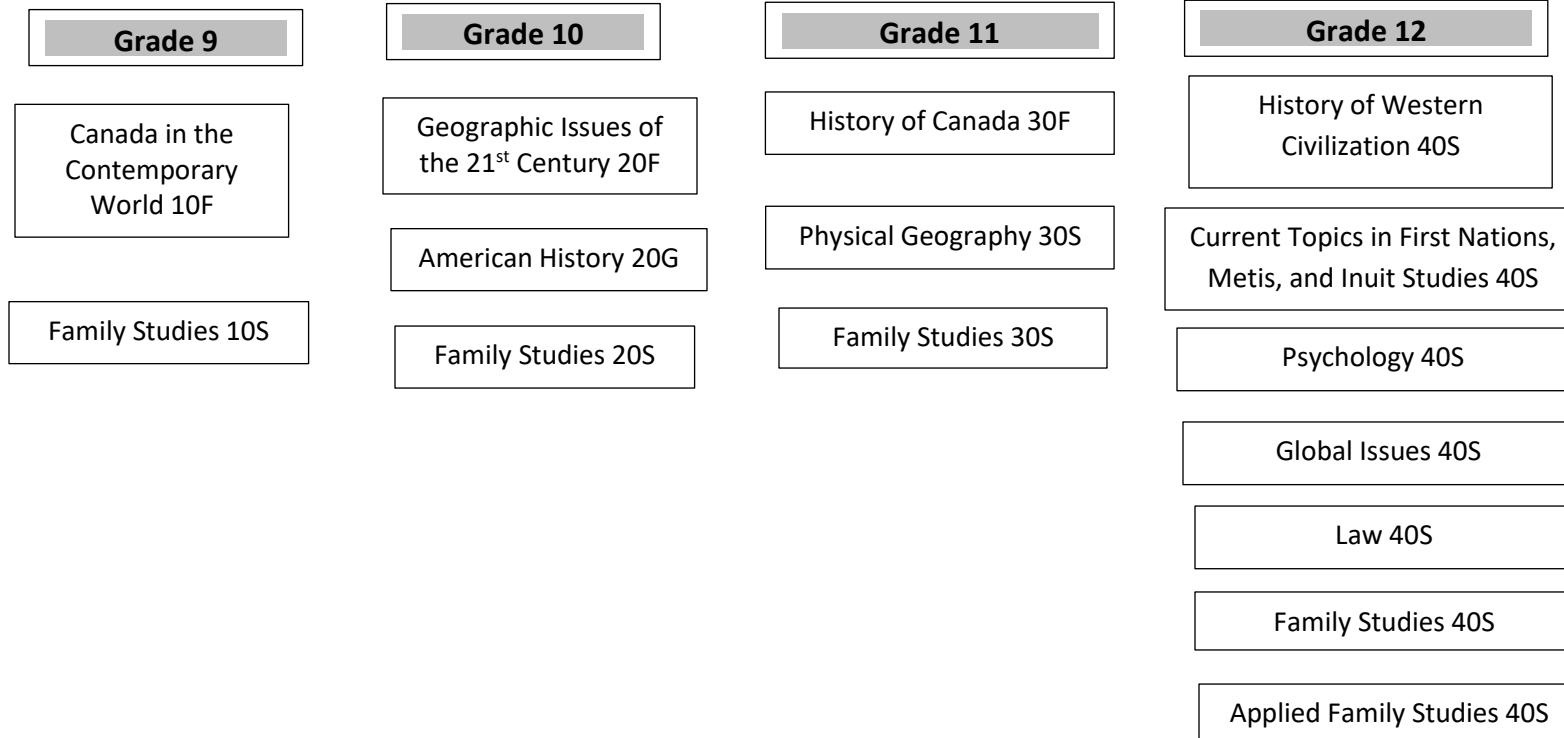 Grade 9
Canada in the
Contemporary
World 10F
Family Studies 10S
Grade 10
Geographic Issues of
the 21st Century 20F
American History 20G
Family Studies 20S
Grade 11
History of Canada 30F
Physical Geography 30S
Family Studies 30S
Grade 12
History of Western
Civilization 40S
Current Topics in First Nations,
Metis, and Inuit Studies 40S
Psychology 40S
Global Issues 40S
Law 40S
Family Studies 40S
Applied Family Studies 40S